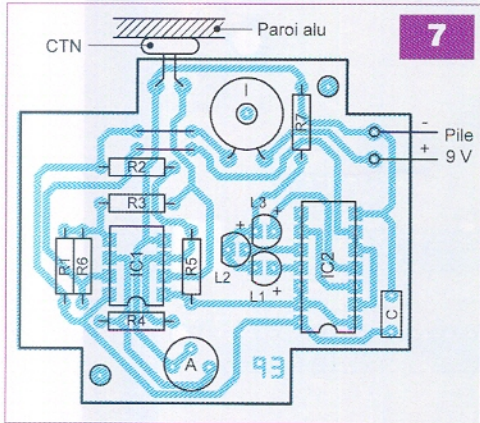 7
Paroi alu
CTN
I
R7
-
Pile
+
9 V
R2
R3
L3
+
+
L2
L1
+
R1
R6
IC1
R5
IC2
C
R4
A
93